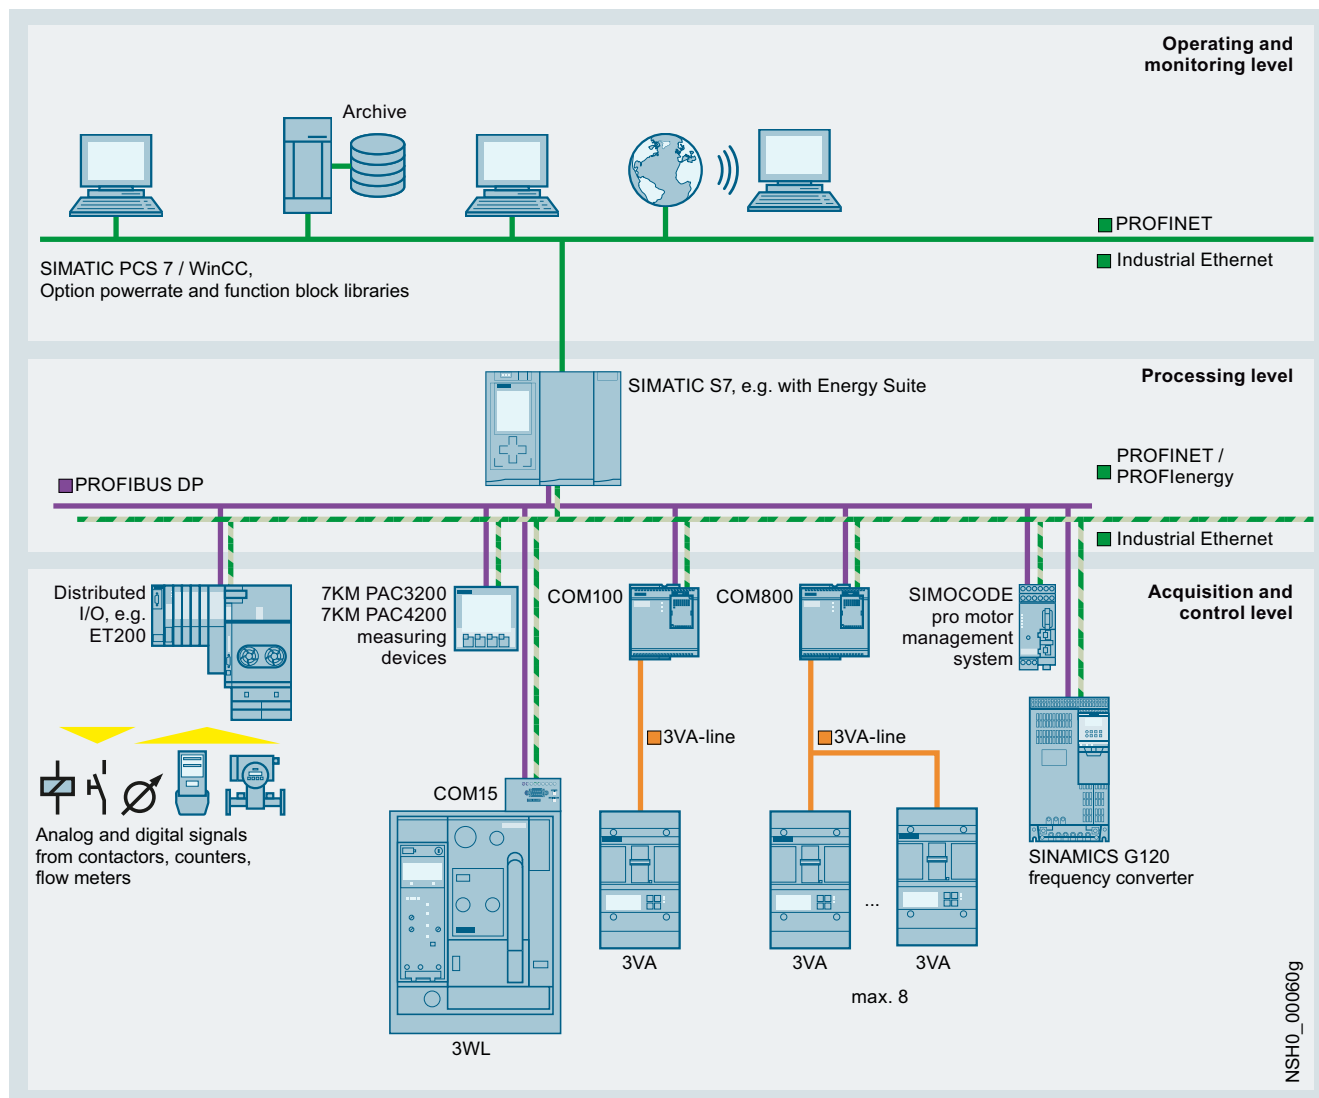 Operating and
monitoring level
Archive
PROFINET
SIMATIC PCS 7 / WinCC,
Option powerrate and function block libraries
Industrial Ethernet
Processing level
SIMATIC S7, e.g. with Energy Suite
PROFINET /
PROFIenergy
PROFIBUS DP
Industrial Ethernet
Acquisition and
control level
Distributed
I/O, e.g.
ET200
7KM PAC3200
7KM PAC4200
measuring
devices
COM100
COM800
SIMOCODE
pro motor
management
system
3VA-line
3VA-line
COM15
Analog and digital signals
from contactors, counters,
flow meters
SINAMICS G120
frequency converter
...
3VA
3VA
3VA
max. 8
3WL
NSH0_00060g